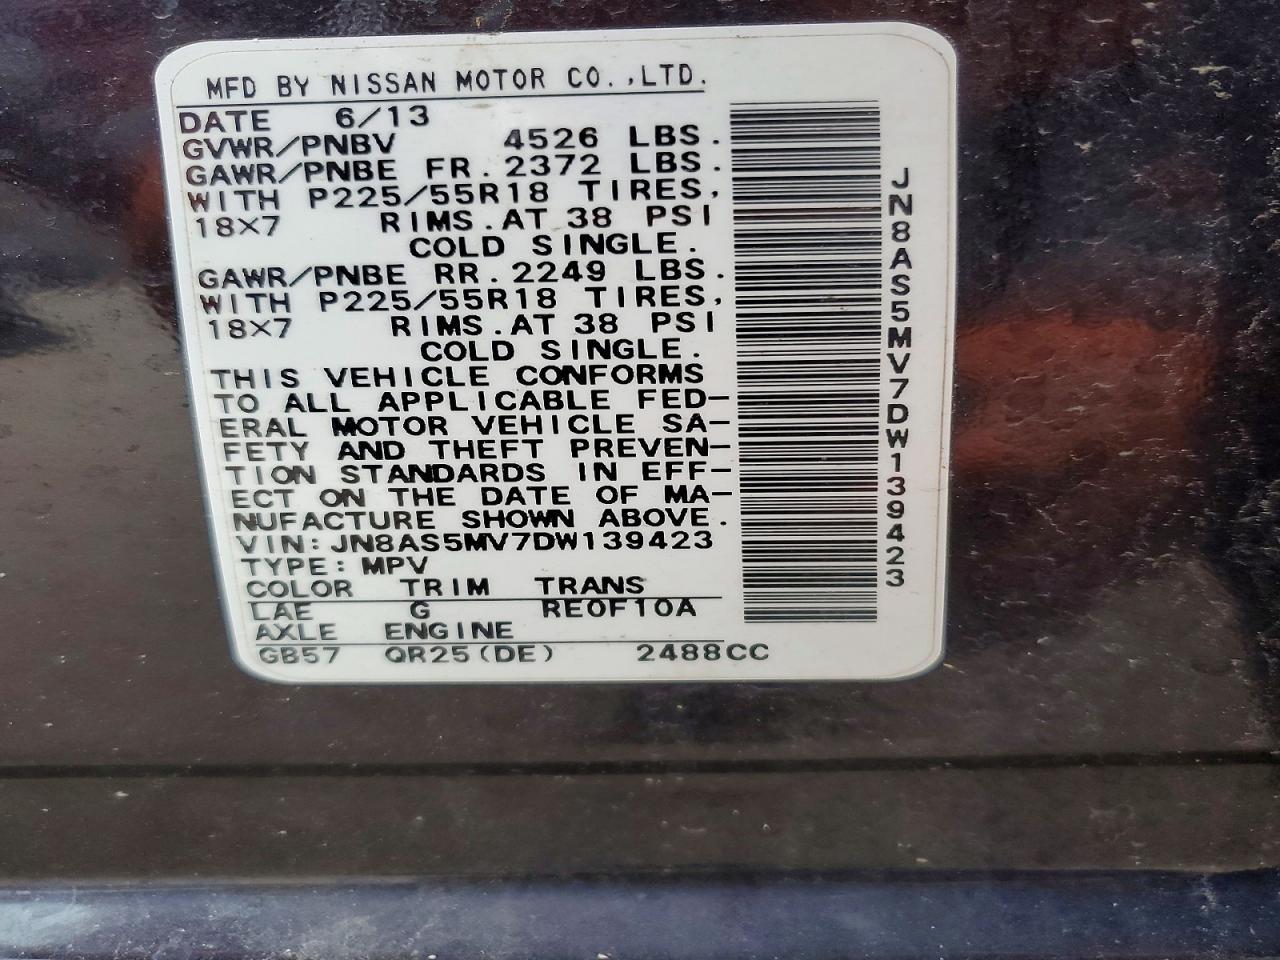 MFD BY NISSAN MOTOR CO.,LTD.
DATE 6/13
GVWR/PNBV 4526 LBS.
GAWR/PNBE FR. 2372 LBS.
WITH P225/55R18 TIRES,
18X7 RIMS.AT 38 PSI
COLD SINGLE.
GAWR/PNBE RR. 2249 LBS.
WITH P225/55R18 TIRES,
18X7 RIMS.AT 38 PSI
COLD SINGLE.
THIS VEHICLE CONFORMS
TO ALL APPLICABLE FED-
ERAL MOTOR VEHICLE SA-
FETY AND THEFT PREVEN-
TION STANDARDS IN EFF-
ECT ON THE DATE OF MA-
NUFACTURE SHOWN ABOVE.
VIN: JN8AS5MV7DW139423
TYPE: MPV
COLOR TRIM TRANS
LAE G RE0F10A
AXLE ENGINE
GB57 QR25(DE) 2488CC
JN8AS5MV7DW139423